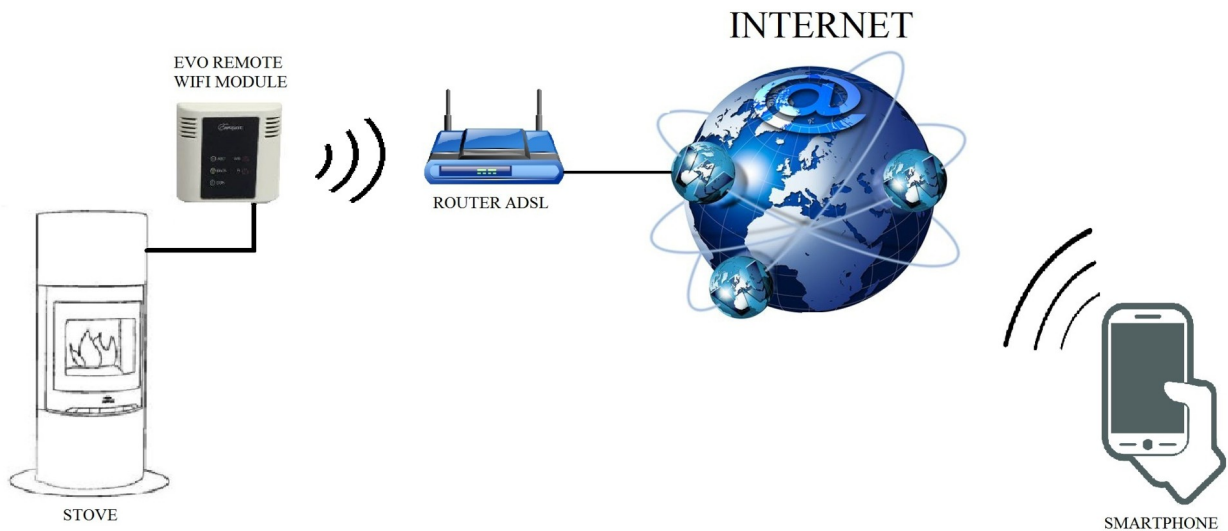 INTERNET
EVO REMOTE
WIFI MODULE
@
ROUTER ADSL
STOVE
SMARTPHONE